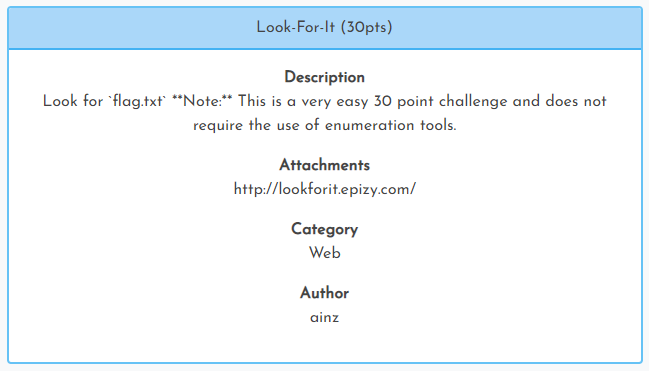 Look-For-It (30pts)
Description
Look for `flag.txt` **Note:** This is a very easy 30 point challenge and does not
require the use of enumeration tools.
Attachments
http://lookforit.epizy.com/
Category
Web
Author
ainz